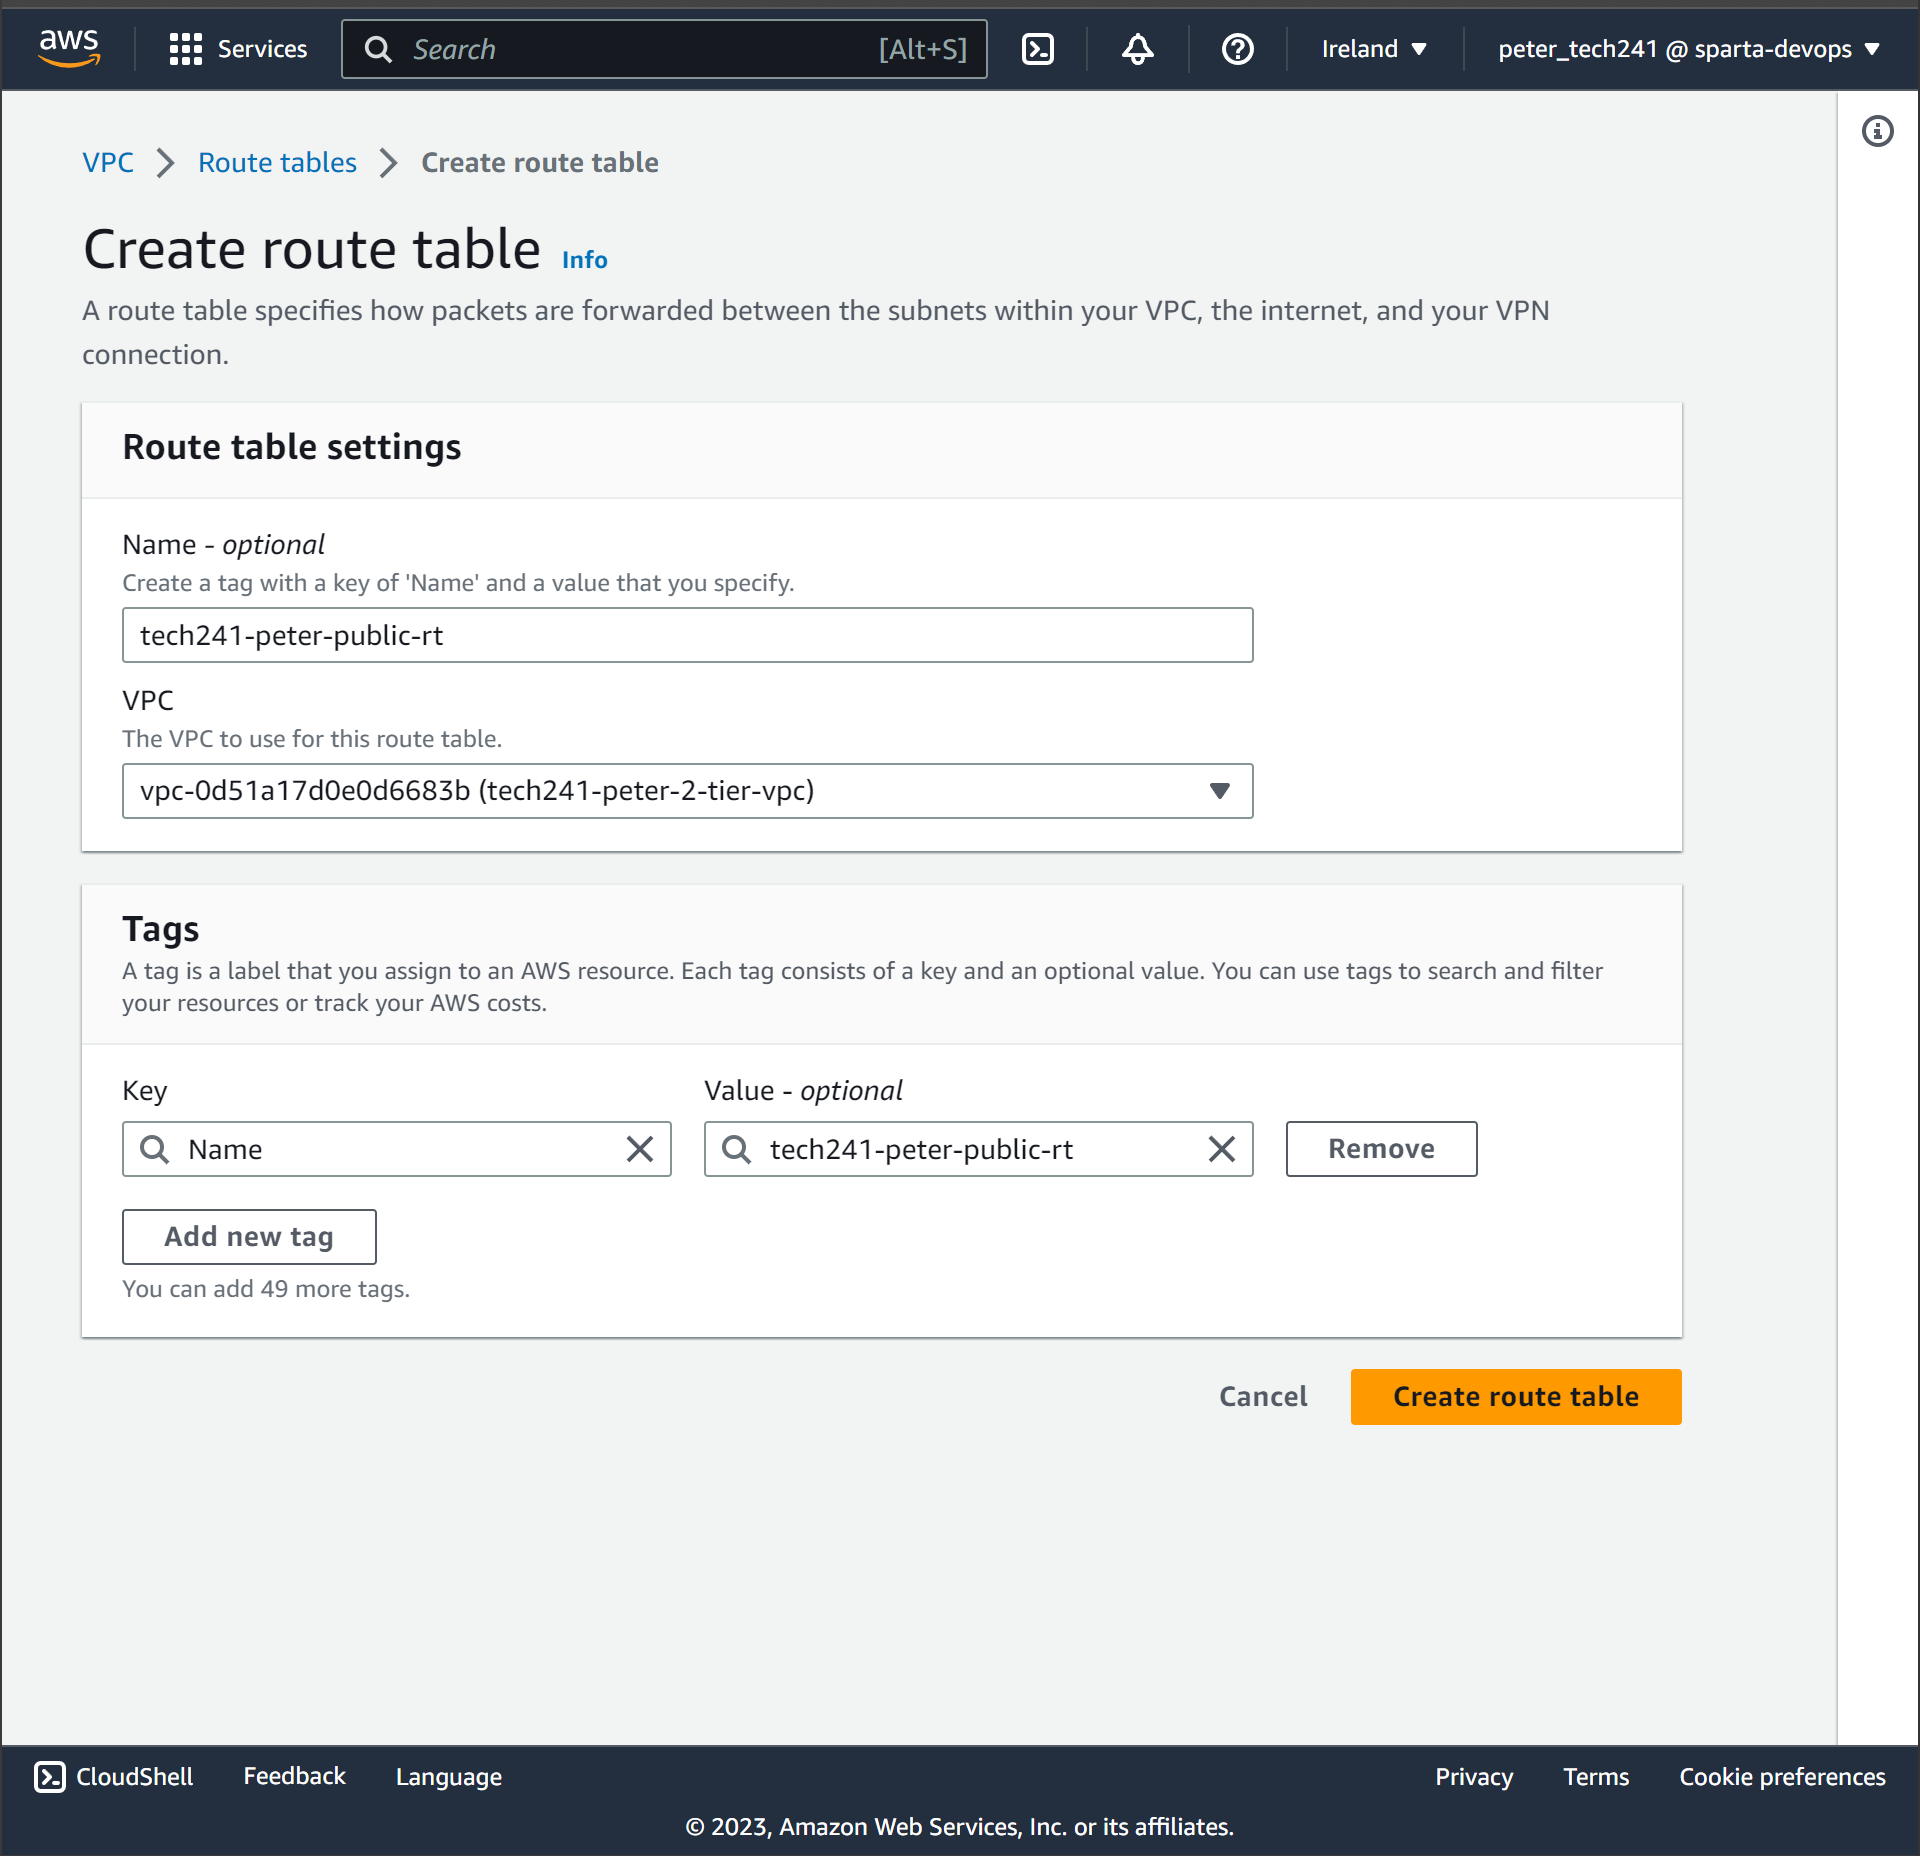 aws
Services
Search
[Alt+S]
Ireland
peter_tech241 @ sparta-devops
VPC
Route tables
Create route table
Create route table
Info
A route table specifies how packets are forwarded between the subnets within your VPC, the internet, and your VPN
connection.
Route table settings
Name - optional
Create a tag with a key of 'Name' and a value that you specify.
tech241-peter-public-rt
VPC
The VPC to use for this route table.
vpc-0d51a17d0e0d6683b (tech241-peter-2-tier-vpc)
Tags
A tag is a label that you assign to an AWS resource. Each tag consists of a key and an optional value. You can use tags to search and filter
your resources or track your AWS costs.
Key
Value - optional
Name
tech241-peter-public-rt
Remove
Add new tag
You can add 49 more tags.
Cancel
Create route table
CloudShell
Feedback
Language
Privacy
Terms
Cookie preferences
© 2023, Amazon Web Services, Inc. or its affiliates.